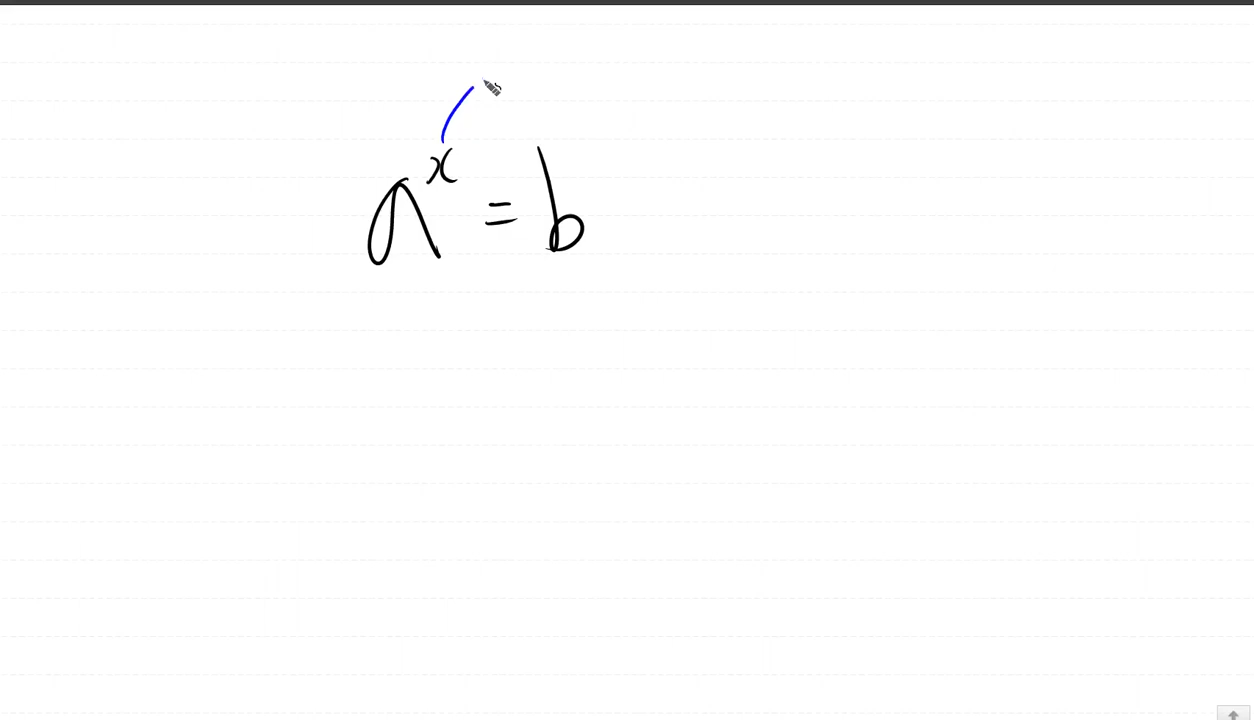 a^x = b